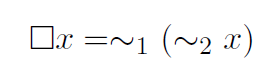 □x =∼₁ (∼₂ x)